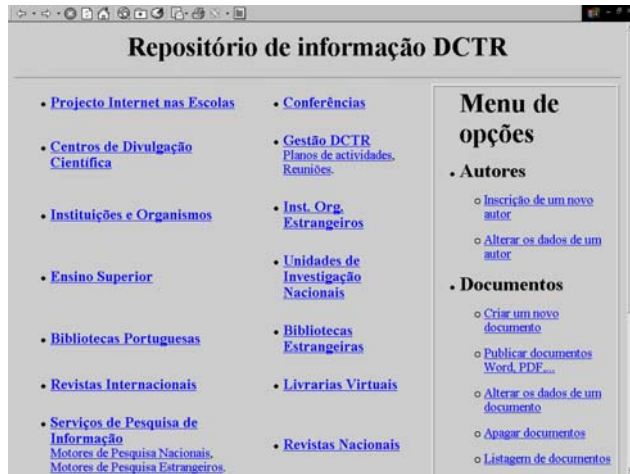 Repositório de informação DCTR
Projecto Internet nas Escolas
Centros de Divulgação
Científica
Instituições e Organismos
Ensino Superior
Bibliotecas Portuguesas
Revistas Internacionais
Serviços de Pesquisa de
Informação
Motores de Pesquisa Nacionais,
Motores de Pesquisa Estrangeiros.
Conferências
Gestão DCTR
Planos de actividades,
Reuniões.
Inst. Org.
Estrangeiros
Unidades de
Investigação
Nacionais
Bibliotecas
Estrangeiras
Livrarias Virtuais
Revistas Nacionais
Menu de
opções
Autores
Inscrição de um novo
autor
Alterar os dados de um
autor
Documentos
Criar um novo
documento
Publicar documentos
Word, PDF,...
Alterar os dados de um
documento
Apagar documentos
Listagem de documentos